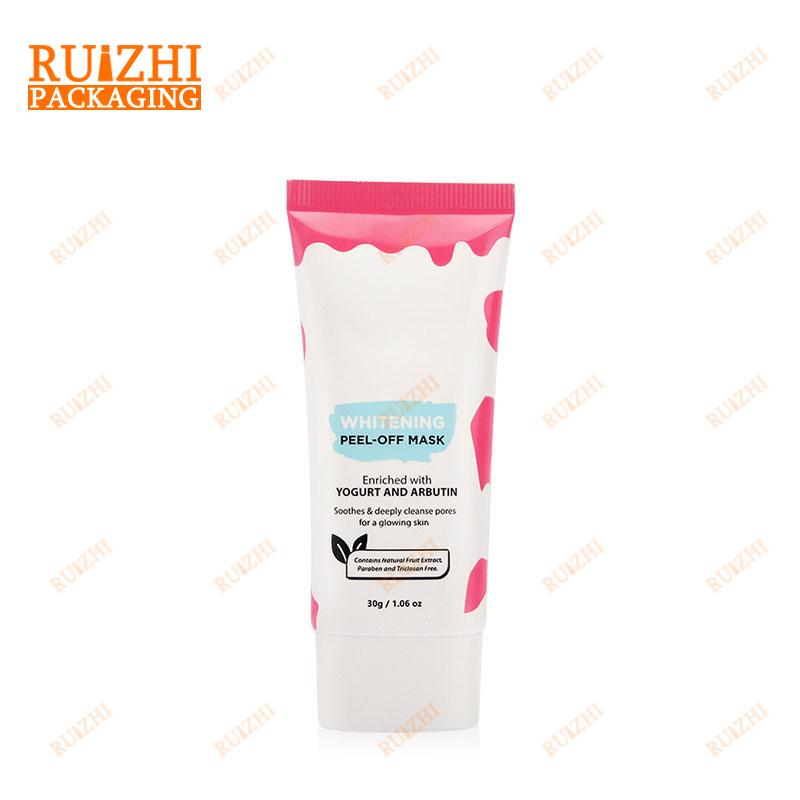 RUIZHI
PACKAGING
WHITENING
PEEL-OFF MASK
Enriched with
YOGURT AND ARBUTIN
Soothes & deeply cleanse pores
for a glowing skin
Contains Natural Fruit Extract,
Paraben and Triclosan Free.
30g / 1.06 oz
RUIZHI